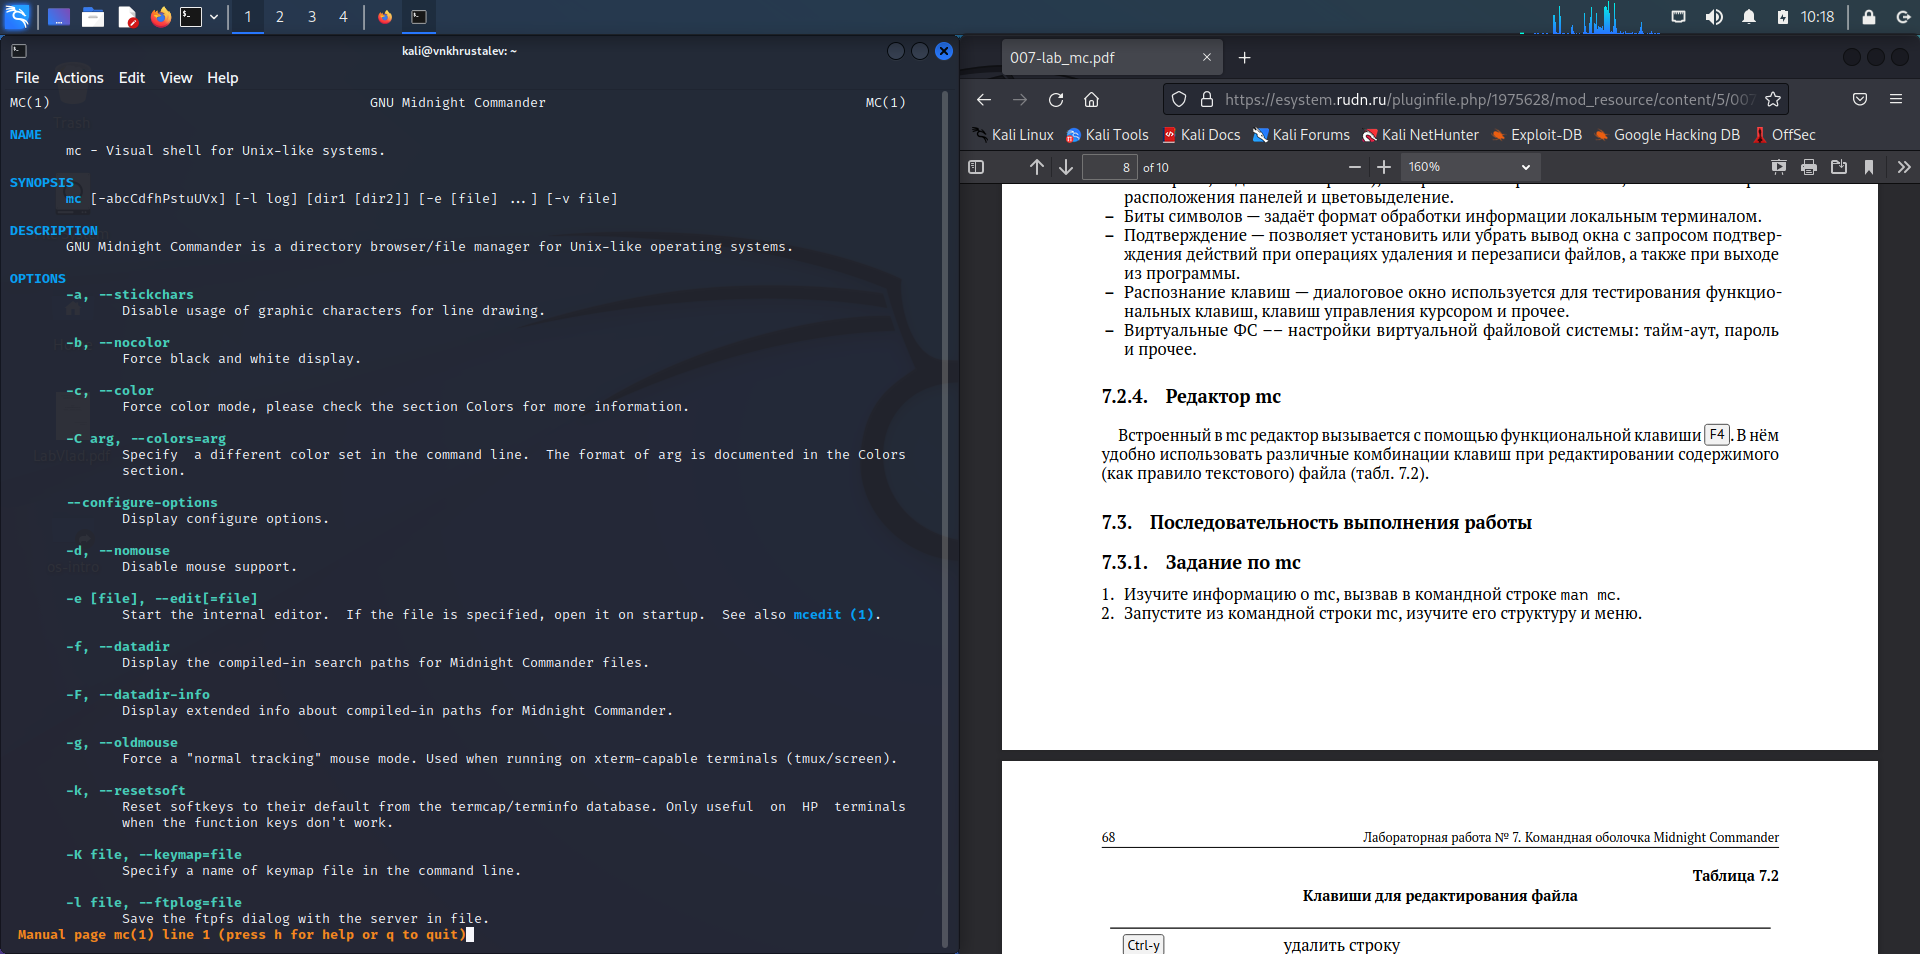 1 2 3 4
10:18
kali@vnkhrustalev: ~
File Actions Edit View Help
MC(1) GNU Midnight Commander MC(1)
NAME
mc - Visual shell for Unix-like systems.
SYNOPSIS
mc [-abcCdfhPstuUVx] [-l log] [dir1 [dir2]] [-e [file] ...] [-v file]
DESCRIPTION
GNU Midnight Commander is a directory browser/file manager for Unix-like operating systems.
OPTIONS
-a, --stickchars
Disable usage of graphic characters for line drawing.
-b, --nocolor
Force black and white display.
-c, --color
Force color mode, please check the section Colors for more information.
-C arg, --colors=arg
Specify a different color set in the command line. The format of arg is documented in the Colors
section.
--configure-options
Display configure options.
-d, --nomouse
Disable mouse support.
-e [file], --edit[=file]
Start the internal editor. If the file is specified, open it on startup. See also mcedit (1).
-f, --datadir
Display the compiled-in search paths for Midnight Commander files.
-F, --datadir-info
Display extended info about compiled-in paths for Midnight Commander.
-g, --oldmouse
Force a "normal tracking" mouse mode. Used when running on xterm-capable terminals (tmux/screen).
-k, --resetsoft
Reset softkeys to their default from the termcap/terminfo database. Only useful on HP terminals
when the function keys don't work.
-K file, --keymap=file
Specify a name of keymap file in the command line.
-l file, --ftplog=file
Save the ftpfs dialog with the server in file.
Manual page mc(1) line 1 (press h for help or q to quit)
007-lab_mc.pdf
https://esystem.rudn.ru/pluginfile.php/1975628/mod_resource/content/5/007
Kali Linux Kali Tools Kali Docs Kali Forums Kali NetHunter Exploit-DB Google Hacking DB OffSec
8 of 10 160%
расположения панелей и цветовыделение.
– Биты символов — задаёт формат обработки информации локальным терминалом.
– Подтверждение — позволяет установить или убрать вывод окна с запросом подтвер-
ждения действий при операциях удаления и перезаписи файлов, а также при выходе
из программы.
– Распознание клавиш — диалоговое окно используется для тестирования функцио-
нальных клавиш, клавиш управления курсором и прочее.
– Виртуальные ФС –– настройки виртуальной файловой системы: тайм-аут, пароль
и прочее.
7.2.4. Редактор mc
Встроенный в mc редактор вызывается с помощью функциональной клавиши F4 . В нём
удобно использовать различные комбинации клавиш при редактировании содержимого
(как правило текстового) файла (табл. 7.2).
7.3. Последовательность выполнения работы
7.3.1. Задание по mc
1. Изучите информацию о mc, вызвав в командной строке man mc.
2. Запустите из командной строки mc, изучите его структуру и меню.
68 Лабораторная работа № 7. Командная оболочка Midnight Commander
Таблица 7.2
Клавиши для редактирования файла
Ctrl-y удалить строку